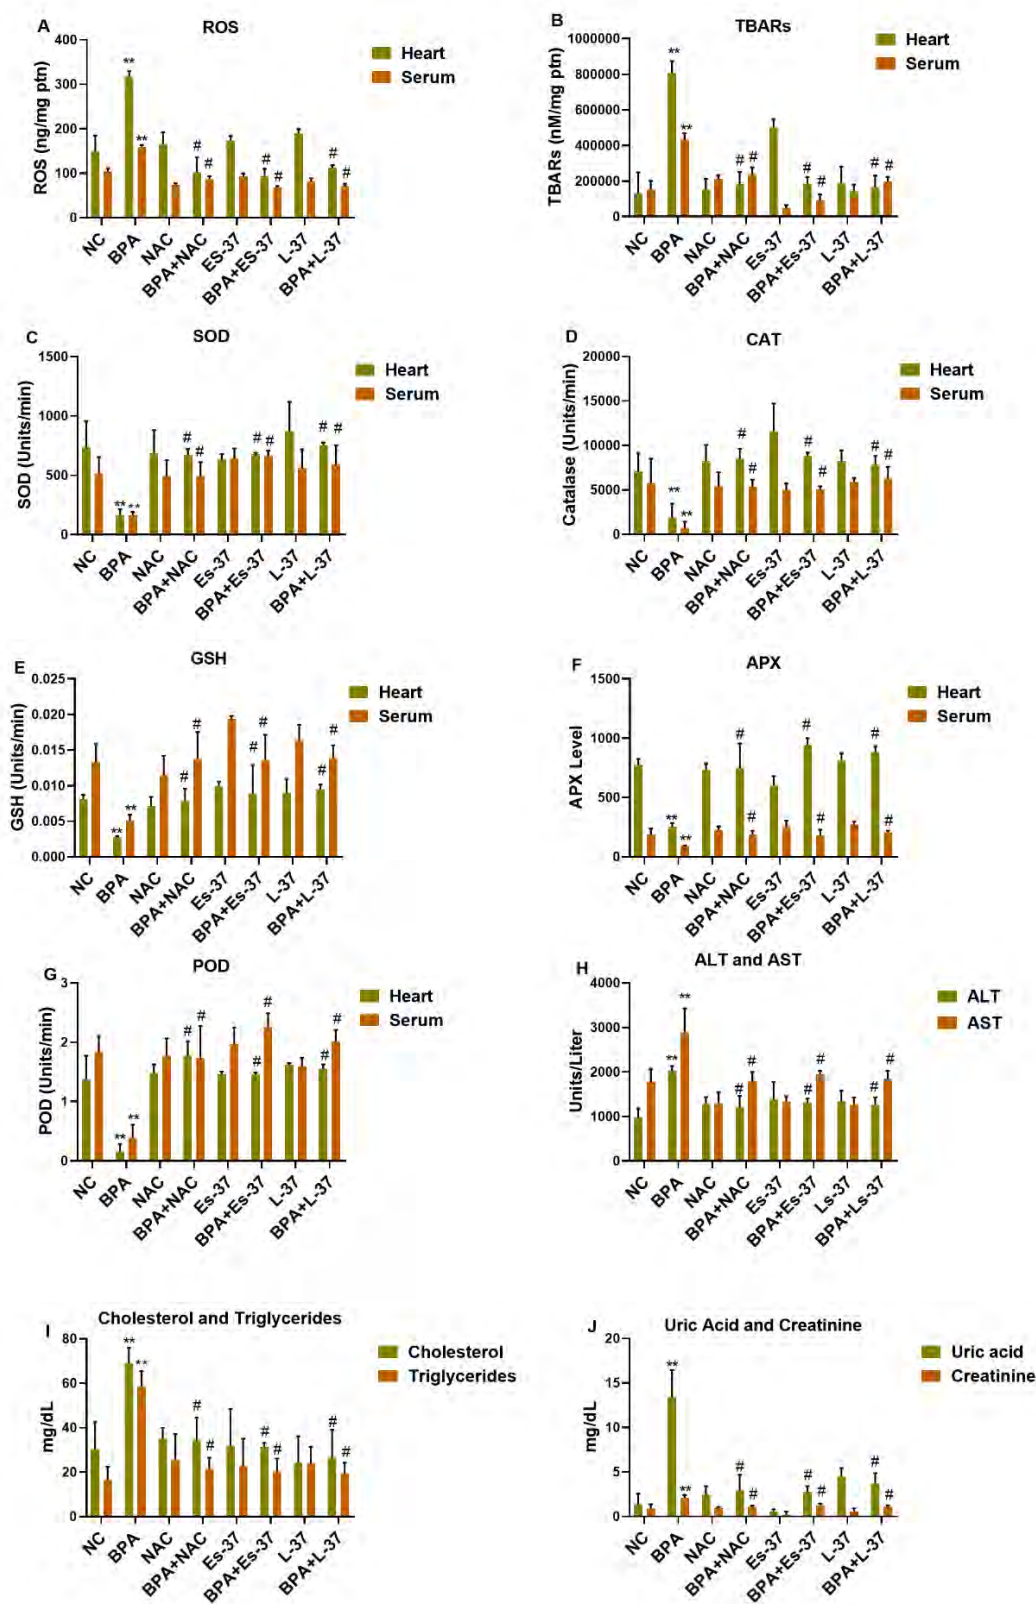 A
ROS
ROS (ng/mg ptn)
400
300
200
100
0
**
**
#
#
#
#
#
#
Heart
Serum
NC
BPA
NAC
BPA+NAC
ES-37
BPA+ES-37
L-37
BPA+L-37
B
TBARs
TBARs (nM/mg ptn)
1000000
800000
600000
400000
200000
0
**
**
#
#
#
#
#
#
Heart
Serum
NC
BPA
NAC
BPA+NAC
Es-37
BPA+Es-37
L-37
BPA+L-37
C
SOD
SOD (Units/min)
1500
1000
500
0
**
**
#
#
#
#
#
#
Heart
Serum
NC
BPA
NAC
BPA+NAC
Es-37
BPA+Es-37
L-37
BPA+L-37
D
CAT
Catalase (Units/min)
20000
15000
10000
5000
0
**
**
#
#
#
#
#
#
Heart
Serum
NC
BPA
NAC
BPA+NAC
Es-37
BPA+Es-37
L-37
BPA+L-37
E
GSH
GSH (Units/min)
0.025
0.020
0.015
0.010
0.005
0.000
**
**
#
#
#
#
#
#
Heart
Serum
NC
BPA
NAC
BPA+NAC
Es-37
BPA+Es-37
L-37
BPA+L-37
F
APX
APX Level
1500
1000
500
0
**
**
#
#
#
#
#
#
Heart
Serum
NC
BPA
NAC
BPA+NAC
Es-37
BPA+Es-37
L-37
BPA+L-37
G
POD
POD (Units/min)
3
2
1
0
**
**
#
#
#
#
#
#
Heart
Serum
NC
BPA
NAC
BPA+NAC
Es-37
BPA+Es-37
L-37
BPA+L-37
H
ALT and AST
Units/Liter
4000
3000
2000
1000
0
**
**
#
#
#
#
#
#
ALT
AST
NC
BPA
NAC
BPA+NAC
Es-37
BPA+Es-37
Ls-37
BPA+Ls-37
I
Cholesterol and Triglycerides
mg/dL
80
60
40
20
0
**
**
#
#
#
#
#
#
Cholesterol
Triglycerides
NC
BPA
NAC
BPA+NAC
Es-37
BPA+Es-37
L-37
BPA+L-37
J
Uric Acid and Creatinine
mg/dL
20
15
10
5
0
**
**
#
#
#
#
#
#
Uric acid
Creatinine
NC
BPA
NAC
BPA+NAC
Es-37
BPA+Es-37
L-37
BPA+L-37